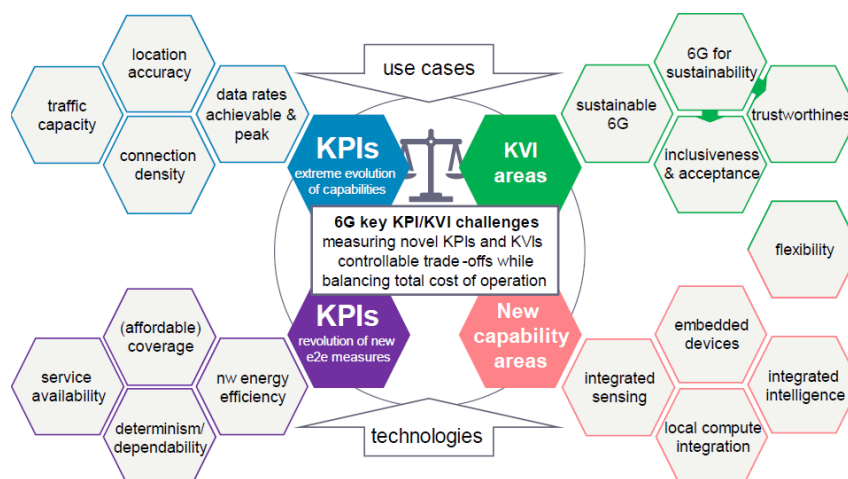 location
accuracy
traffic
capacity
data rates
achievable &
peak
connection
density
use cases
6G for
sustainability
sustainable
6G
trustworthines
inclusiveness
& acceptance
KPIs
extreme evolution
of capabilities
KVI
areas
6G key KPI/KVI challenges
measuring novel KPIs and KVIs
controllable trade-offs while
balancing total cost of operation
flexibility
KPIs
revolution of new
e2e measures
New
capability
areas
(affordable)
coverage
service
availability
nw energy
efficiency
determinism/
dependability
embedded
devices
integrated
sensing
integrated
intelligence
local compute
integration
technologies